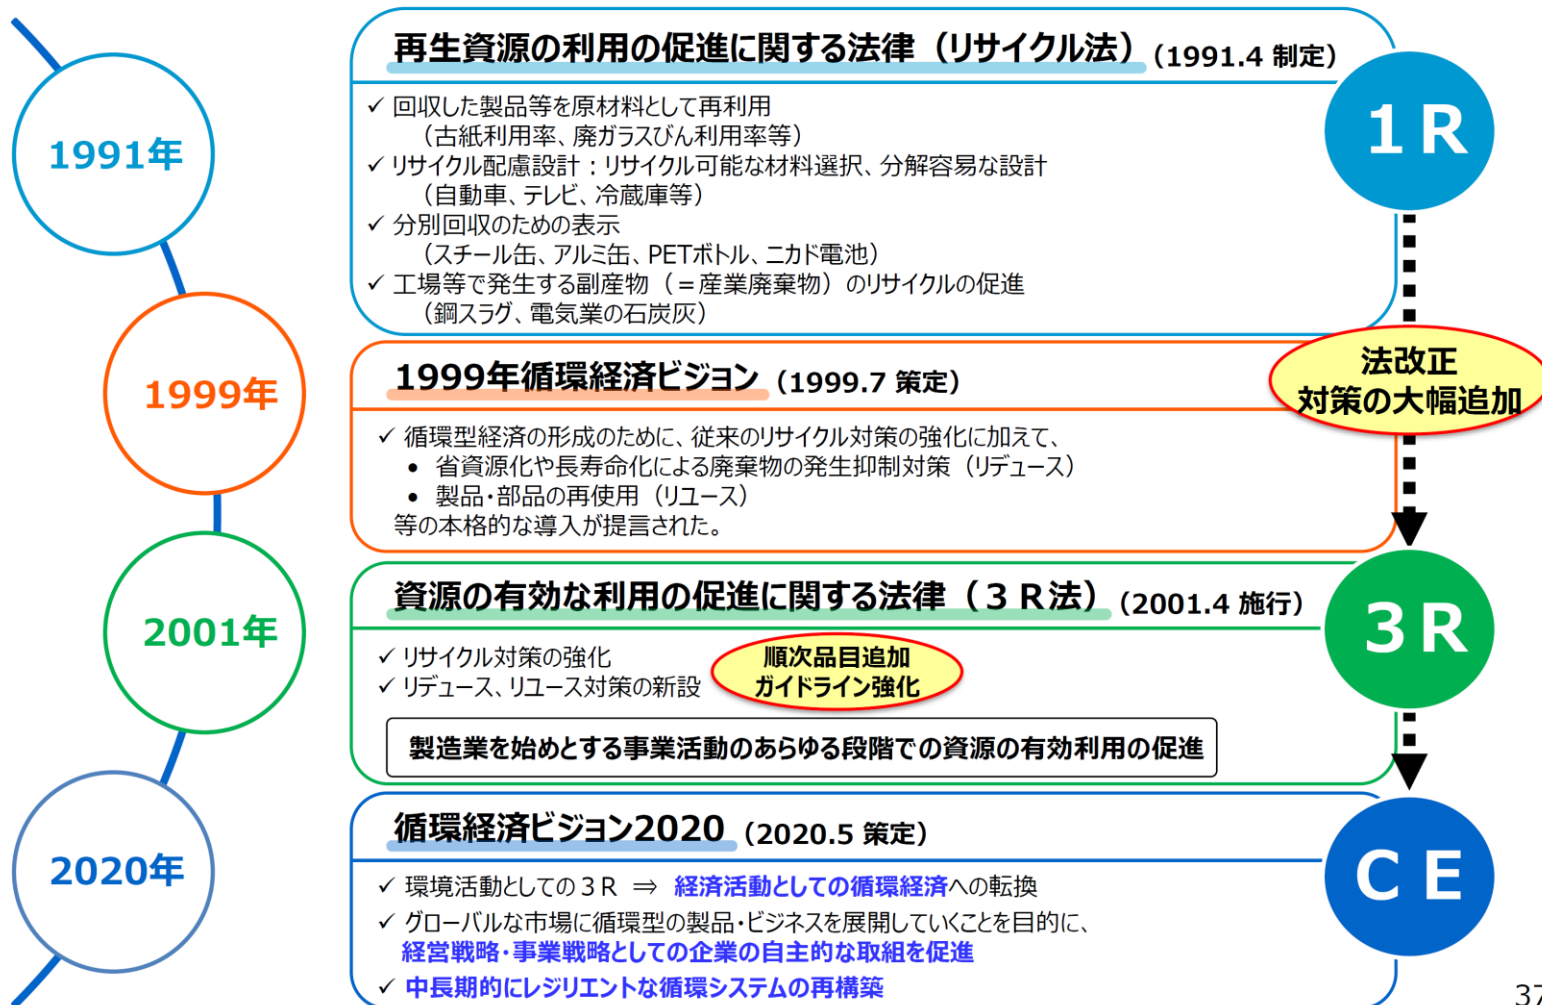 1991年
再生資源の利用の促進に関する法律（リサイクル法）(1991.4 制定)
1R
✓ 回収した製品等を原材料として再利用
（古紙利用率、廃ガラスびん利用率等）
✓ リサイクル配慮設計：リサイクル可能な材料選択、分解容易な設計
（自動車、テレビ、冷蔵庫等）
✓ 分別回収のための表示
（スチール缶、アルミ缶、PETボトル、ニカド電池）
✓ 工場等で発生する副産物（＝産業廃棄物）のリサイクルの促進
（鋼スラグ、電気業の石炭灰）
法改正
対策の大幅追加
1999年
1999年循環経済ビジョン (1999.7 策定)
✓ 循環型経済の形成のために、従来のリサイクル対策の強化に加えて、
• 省資源化や長寿命化による廃棄物の発生抑制対策（リデュース）
• 製品・部品の再使用（リユース）
等の本格的な導入が提言された。
2001年
資源の有効な利用の促進に関する法律（３Ｒ法）(2001.4 施行)
3R
✓ リサイクル対策の強化
✓ リデュース、リユース対策の新設
順次品目追加
ガイドライン強化
製造業を始めとする事業活動のあらゆる段階での資源の有効利用の促進
2020年
循環経済ビジョン2020 (2020.5 策定)
CE
✓ 環境活動としての３Ｒ ⇒ 経済活動としての循環経済への転換
✓ グローバルな市場に循環型の製品・ビジネスを展開していくことを目的に、
経営戦略・事業戦略としての企業の自主的な取組を促進
✓ 中長期的にレジリエントな循環システムの再構築
37